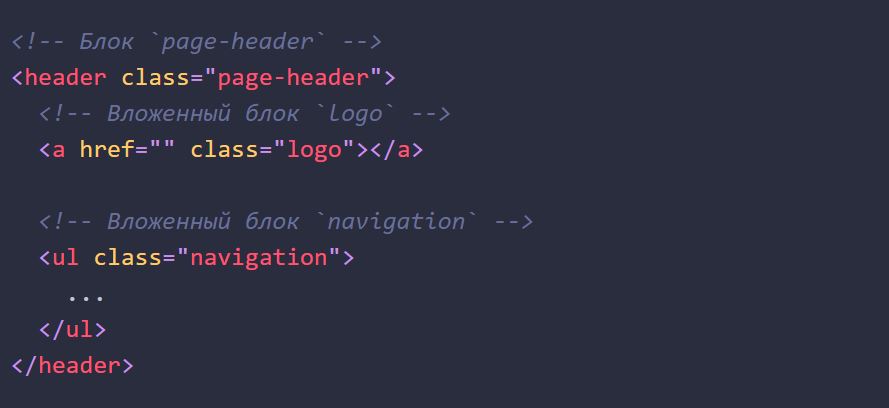 <!-- Блок `page-header` -->
<header class="page-header">
  <!-- Вложенный блок `logo` -->
  <a href="" class="logo"></a>

  <!-- Вложенный блок `navigation` -->
  <ul class="navigation">
    ...
  </ul>
</header>